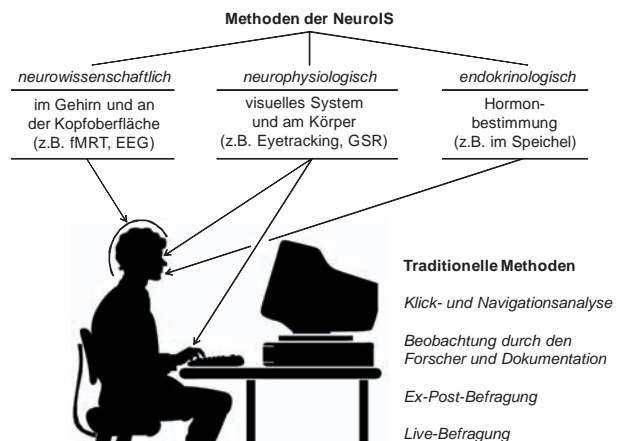 Methoden der NeuroIS
neurowissenschaftlich
im Gehirn und an
der Kopfoberfläche
(z.B. fMRT, EEG)
neurophysiologisch
visuelles System
und am Körper
(z.B. Eyetracking, GSR)
endokrinologisch
Hormon-
bestimmung
(z.B. im Speichel)
Traditionelle Methoden
Klick- und Navigationsanalyse
Beobachtung durch den
Forscher und Dokumentation
Ex-Post-Befragung
Live-Befragung